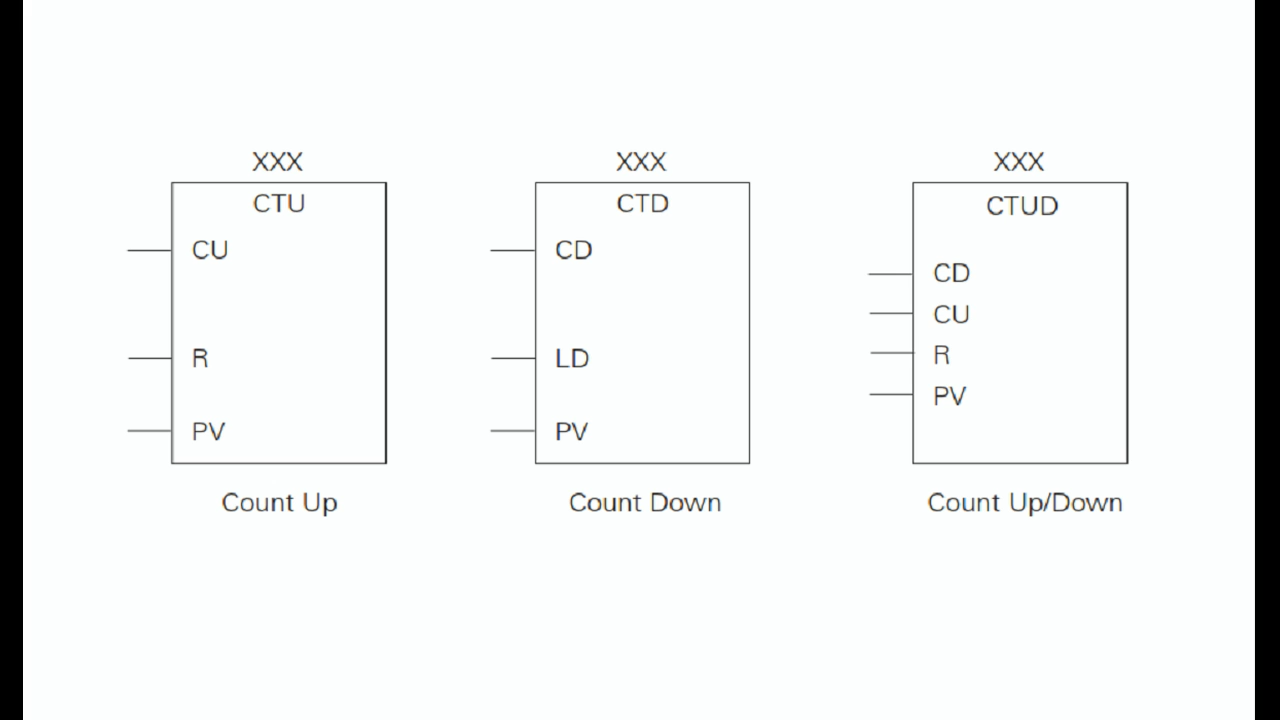 XXX
CTU
CU
R
PV
Count Up
XXX
CTD
CD
LD
PV
Count Down
XXX
CTUD
CD
CU
R
PV
Count Up/Down